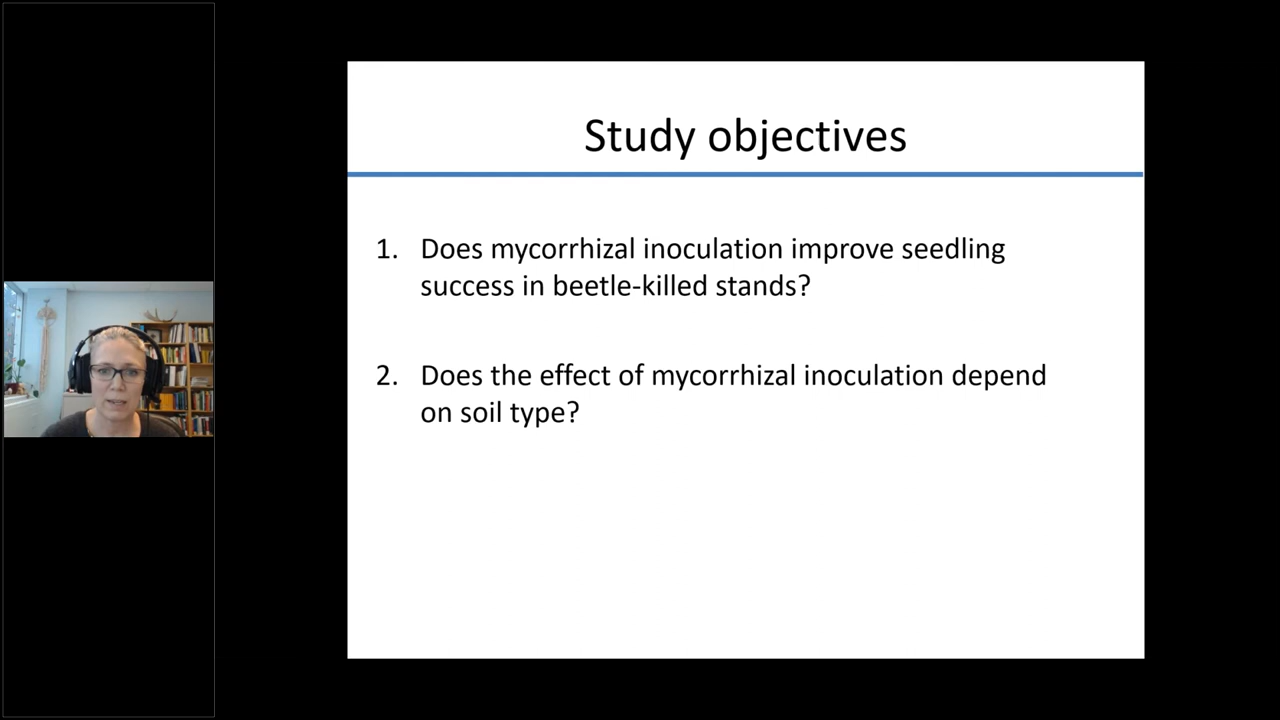 Study objectives
1. Does mycorrhizal inoculation improve seedling
success in beetle-killed stands?
2. Does the effect of mycorrhizal inoculation depend
on soil type?